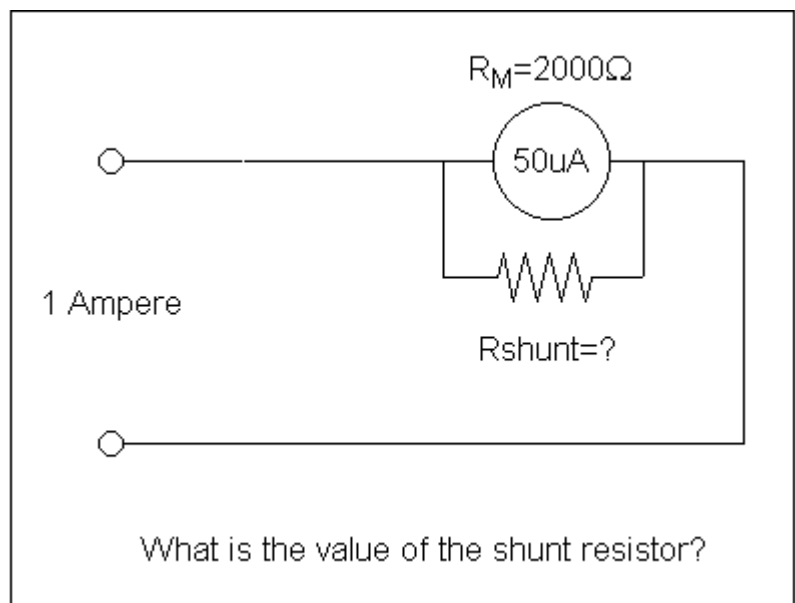 RM=2000Ω
50uA
1 Ampere
Rshunt=?
What is the value of the shunt resistor?